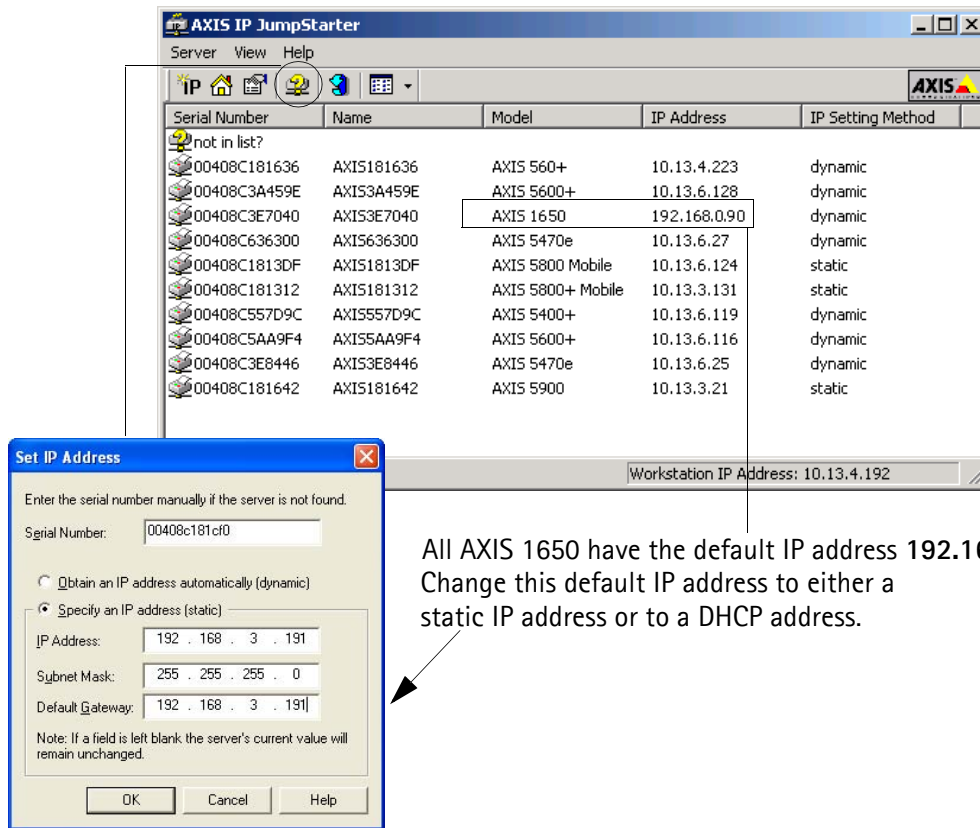 AXIS IP JumpStarter
Server View Help
IP
AXIS
COMMUNICATIONS
Serial Number Name Model IP Address IP Setting Method
not in list?
00408C181636 AXIS181636 AXIS 560+ 10.13.4.223 dynamic
00408C3A459E AXIS3A459E AXIS 5600+ 10.13.6.128 dynamic
00408C3E7040 AXIS3E7040 AXIS 1650 192.168.0.90 dynamic
00408C636300 AXIS636300 AXIS 5470e 10.13.6.27 dynamic
00408C1813DF AXIS1813DF AXIS 5800 Mobile 10.13.6.124 static
00408C181312 AXIS181312 AXIS 5800+ Mobile 10.13.3.131 static
00408C557D9C AXIS557D9C AXIS 5400+ 10.13.6.119 dynamic
00408C5AA9F4 AXIS5AA9F4 AXIS 5600+ 10.13.6.116 dynamic
00408C3E8446 AXIS3E8446 AXIS 5470e 10.13.6.25 dynamic
00408C181642 AXIS181642 AXIS 5900 10.13.3.21 static
Workstation IP Address: 10.13.4.192
Set IP Address
Enter the serial number manually if the server is not found.
Serial Number: 00408c181cf0
Obtain an IP address automatically (dynamic)
Specify an IP address (static)
IP Address: 192 . 168 . 3 . 191
Subnet Mask: 255 . 255 . 255 . 0
Default Gateway: 192 . 168 . 3 . 191
Note: If a field is left blank the server's current value will
remain unchanged.
OK Cancel Help
All AXIS 1650 have the default IP address 192.16
Change this default IP address to either a
static IP address or to a DHCP address.